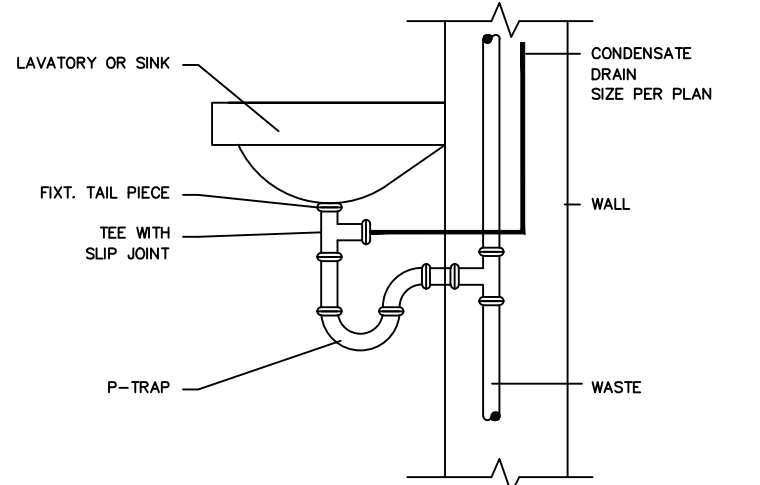 LAVATORY OR SINK
CONDENSATE
DRAIN
SIZE PER PLAN
FIXT. TAIL PIECE
WALL
TEE WITH
SLIP JOINT
P-TRAP
WASTE